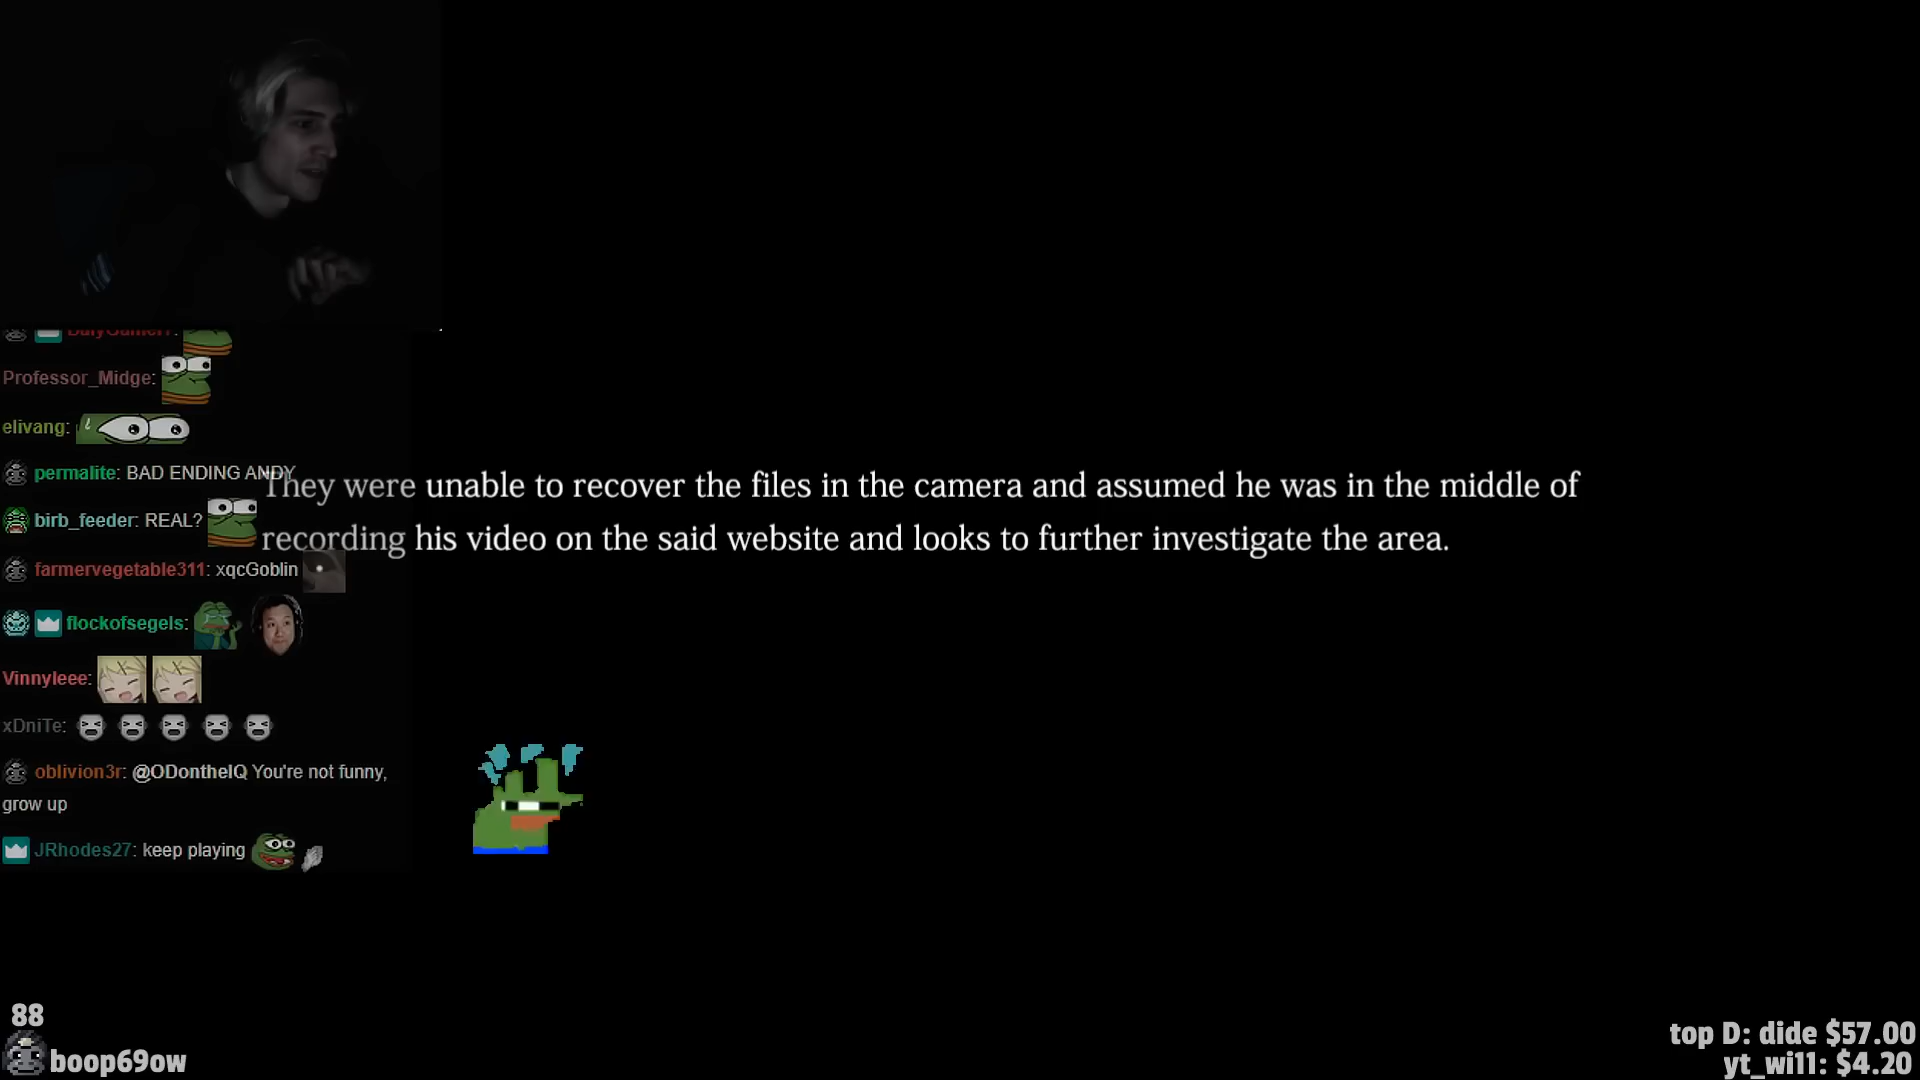 Professor_Midge:
elivang:
permalite: BAD ENDING ANDY
They were unable to recover the files in the camera and assumed he was in the middle of
birb_feeder: REAL?
recording his video on the said website and looks to further investigate the area.
farmervegetable311: xqcGoblin
flockofsegels:
Vinnyleee:
xDniTe:
oblivion3r: @ODontheIQ You're not funny,
grow up
JRhodes27: keep playing
88
boop69ow
top D: dide $57.00
yt_wi11: $4.20